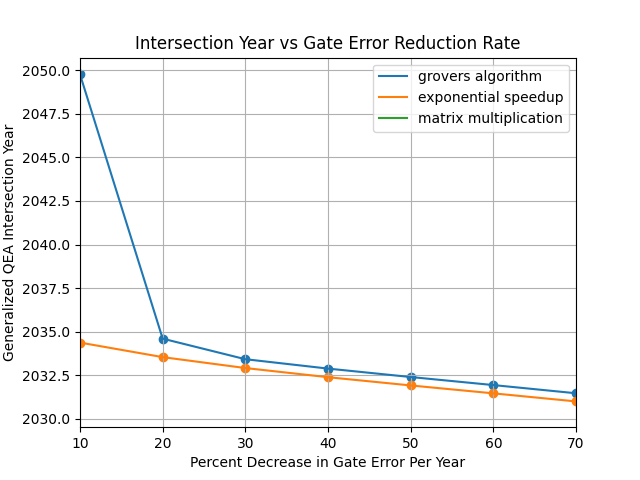 Intersection Year vs Gate Error Reduction Rate
grovers algorithm
exponential speedup
matrix multiplication
Generalized QEA Intersection Year
2050.0
2047.5
2045.0
2042.5
2040.0
2037.5
2035.0
2032.5
2030.0
10 20 30 40 50 60 70
Percent Decrease in Gate Error Per Year